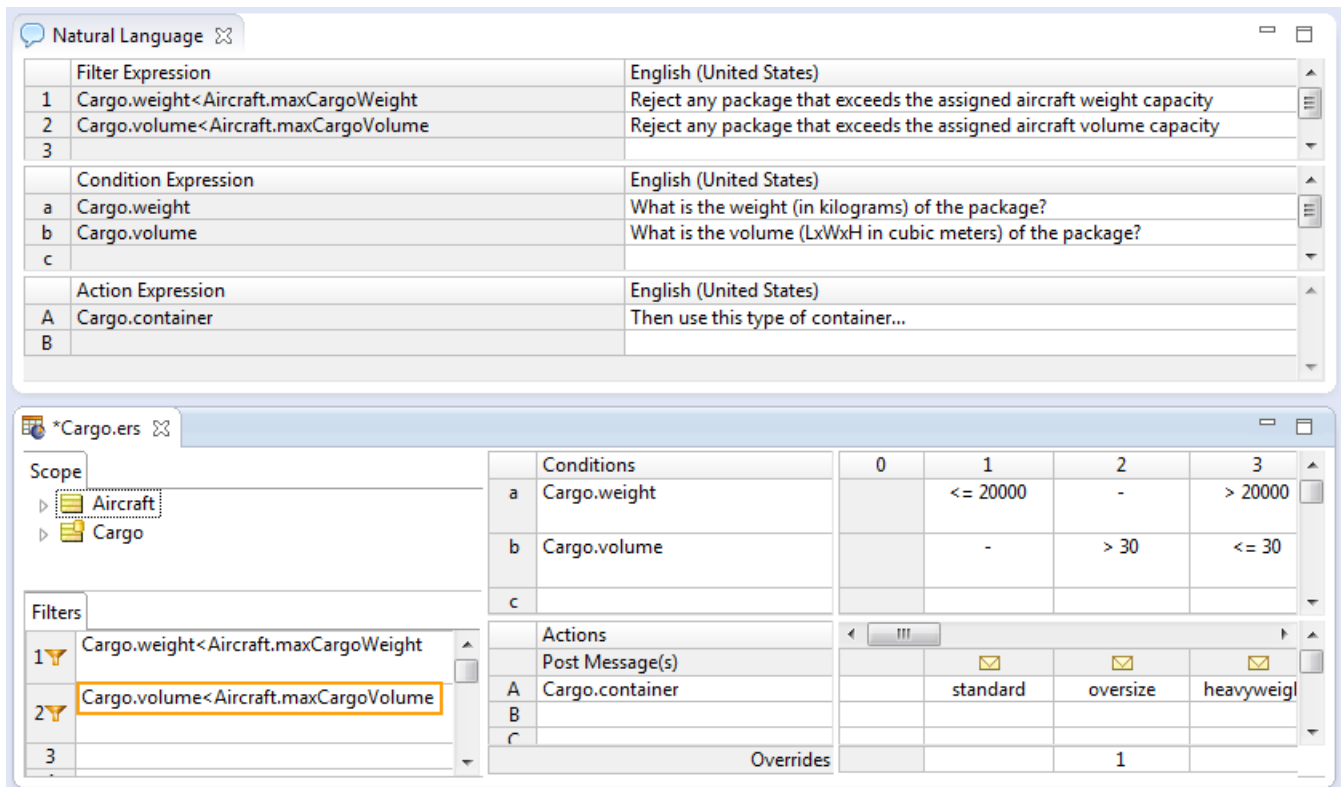 Natural Language
Filter Expression English (United States)
1 Cargo.weight<Aircraft.maxCargoWeight Reject any package that exceeds the assigned aircraft weight capacity
2 Cargo.volume<Aircraft.maxCargoVolume Reject any package that exceeds the assigned aircraft volume capacity
3
Condition Expression English (United States)
a Cargo.weight What is the weight (in kilograms) of the package?
b Cargo.volume What is the volume (LxWxH in cubic meters) of the package?
c
Action Expression English (United States)
A Cargo.container Then use this type of container...
B
*Cargo.ers
Scope
Aircraft
Cargo
Filters
1 Cargo.weight<Aircraft.maxCargoWeight
2 Cargo.volume<Aircraft.maxCargoVolume
3
Conditions 0 1 2 3
a Cargo.weight <= 20000 - > 20000
b Cargo.volume - > 30 <= 30
c
Actions
Post Message(s)
A Cargo.container standard oversize heavyweigl
B
C
Overrides 1